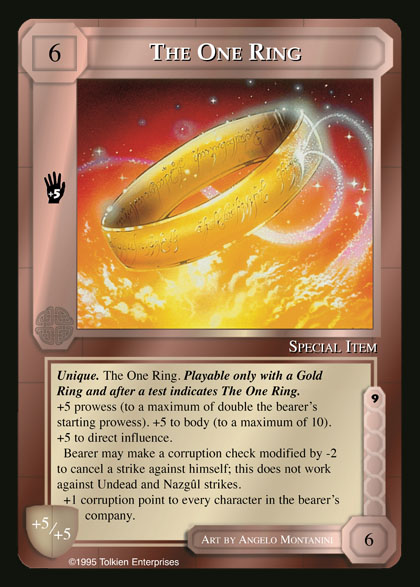 6
THE ONE RING
+5
SPECIAL ITEM
Unique. The One Ring. Playable only with a Gold
Ring and after a test indicates The One Ring.
+5 prowess (to a maximum of double the bearer's
starting prowess). +5 to body (to a maximum of 10).
+5 to direct influence.
Bearer may make a corruption check modified by -2
to cancel a strike against himself; this does not work
against Undead and Nazgûl strikes.
+1 corruption point to every character in the bearer's
company.
9
+5/+5
ART BY ANGELO MONTANINI
6
©1995 Tolkien Enterprises